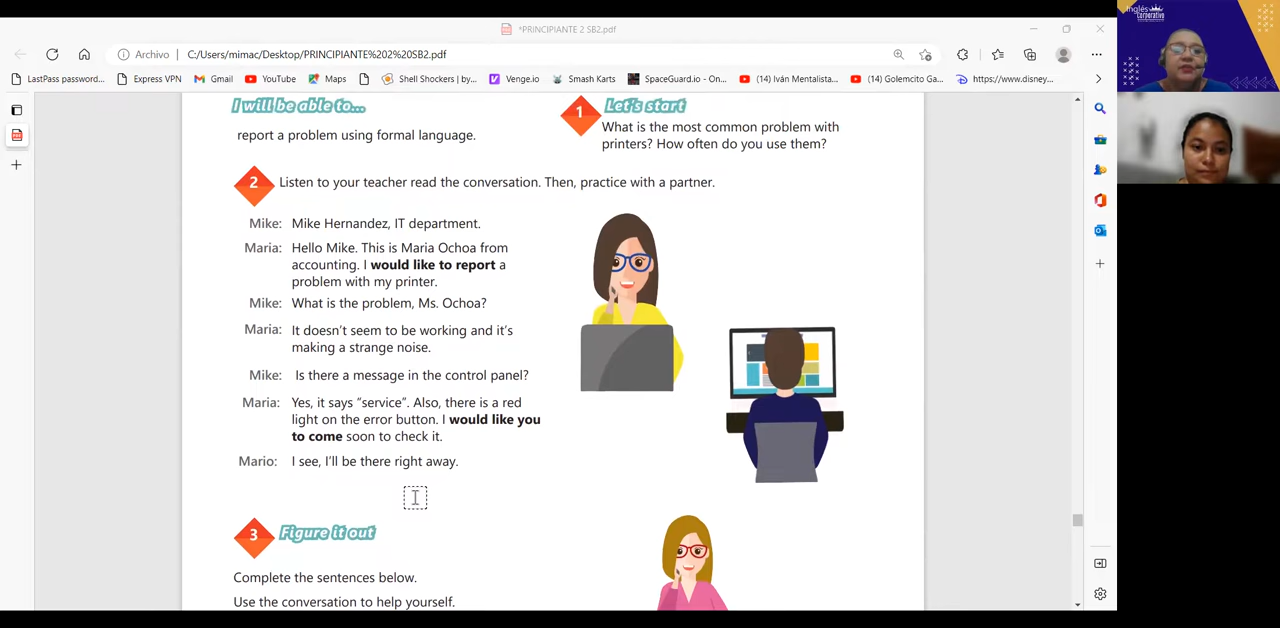 *PRINCIPIANTE 2 SB2.pdf
Archivo
C:/Users/mimac/Desktop/PRINCIPIANTE%202%20SB2.pdf
LastPass password...
Express VPN
Gmail
YouTube
Maps
Shell Shockers | by...
Venge.io
Smash Karts
SpaceGuard.io - On...
(14) Iván Mentalista...
(14) Golemcito Ga...
https://www.disney...
Inglés Corporativo
I will be able to...
report a problem using formal language.
1 Let's start
What is the most common problem with
printers? How often do you use them?
2 Listen to your teacher read the conversation. Then, practice with a partner.
Mike: Mike Hernandez, IT department.
Maria: Hello Mike. This is Maria Ochoa from
accounting. I would like to report a
problem with my printer.
Mike: What is the problem, Ms. Ochoa?
Maria: It doesn't seem to be working and it's
making a strange noise.
Mike: Is there a message in the control panel?
Maria: Yes, it says “service”. Also, there is a red
light on the error button. I would like you
to come soon to check it.
Mario: I see, I'll be there right away.
3 Figure it out
Complete the sentences below.
Use the conversation to help yourself.